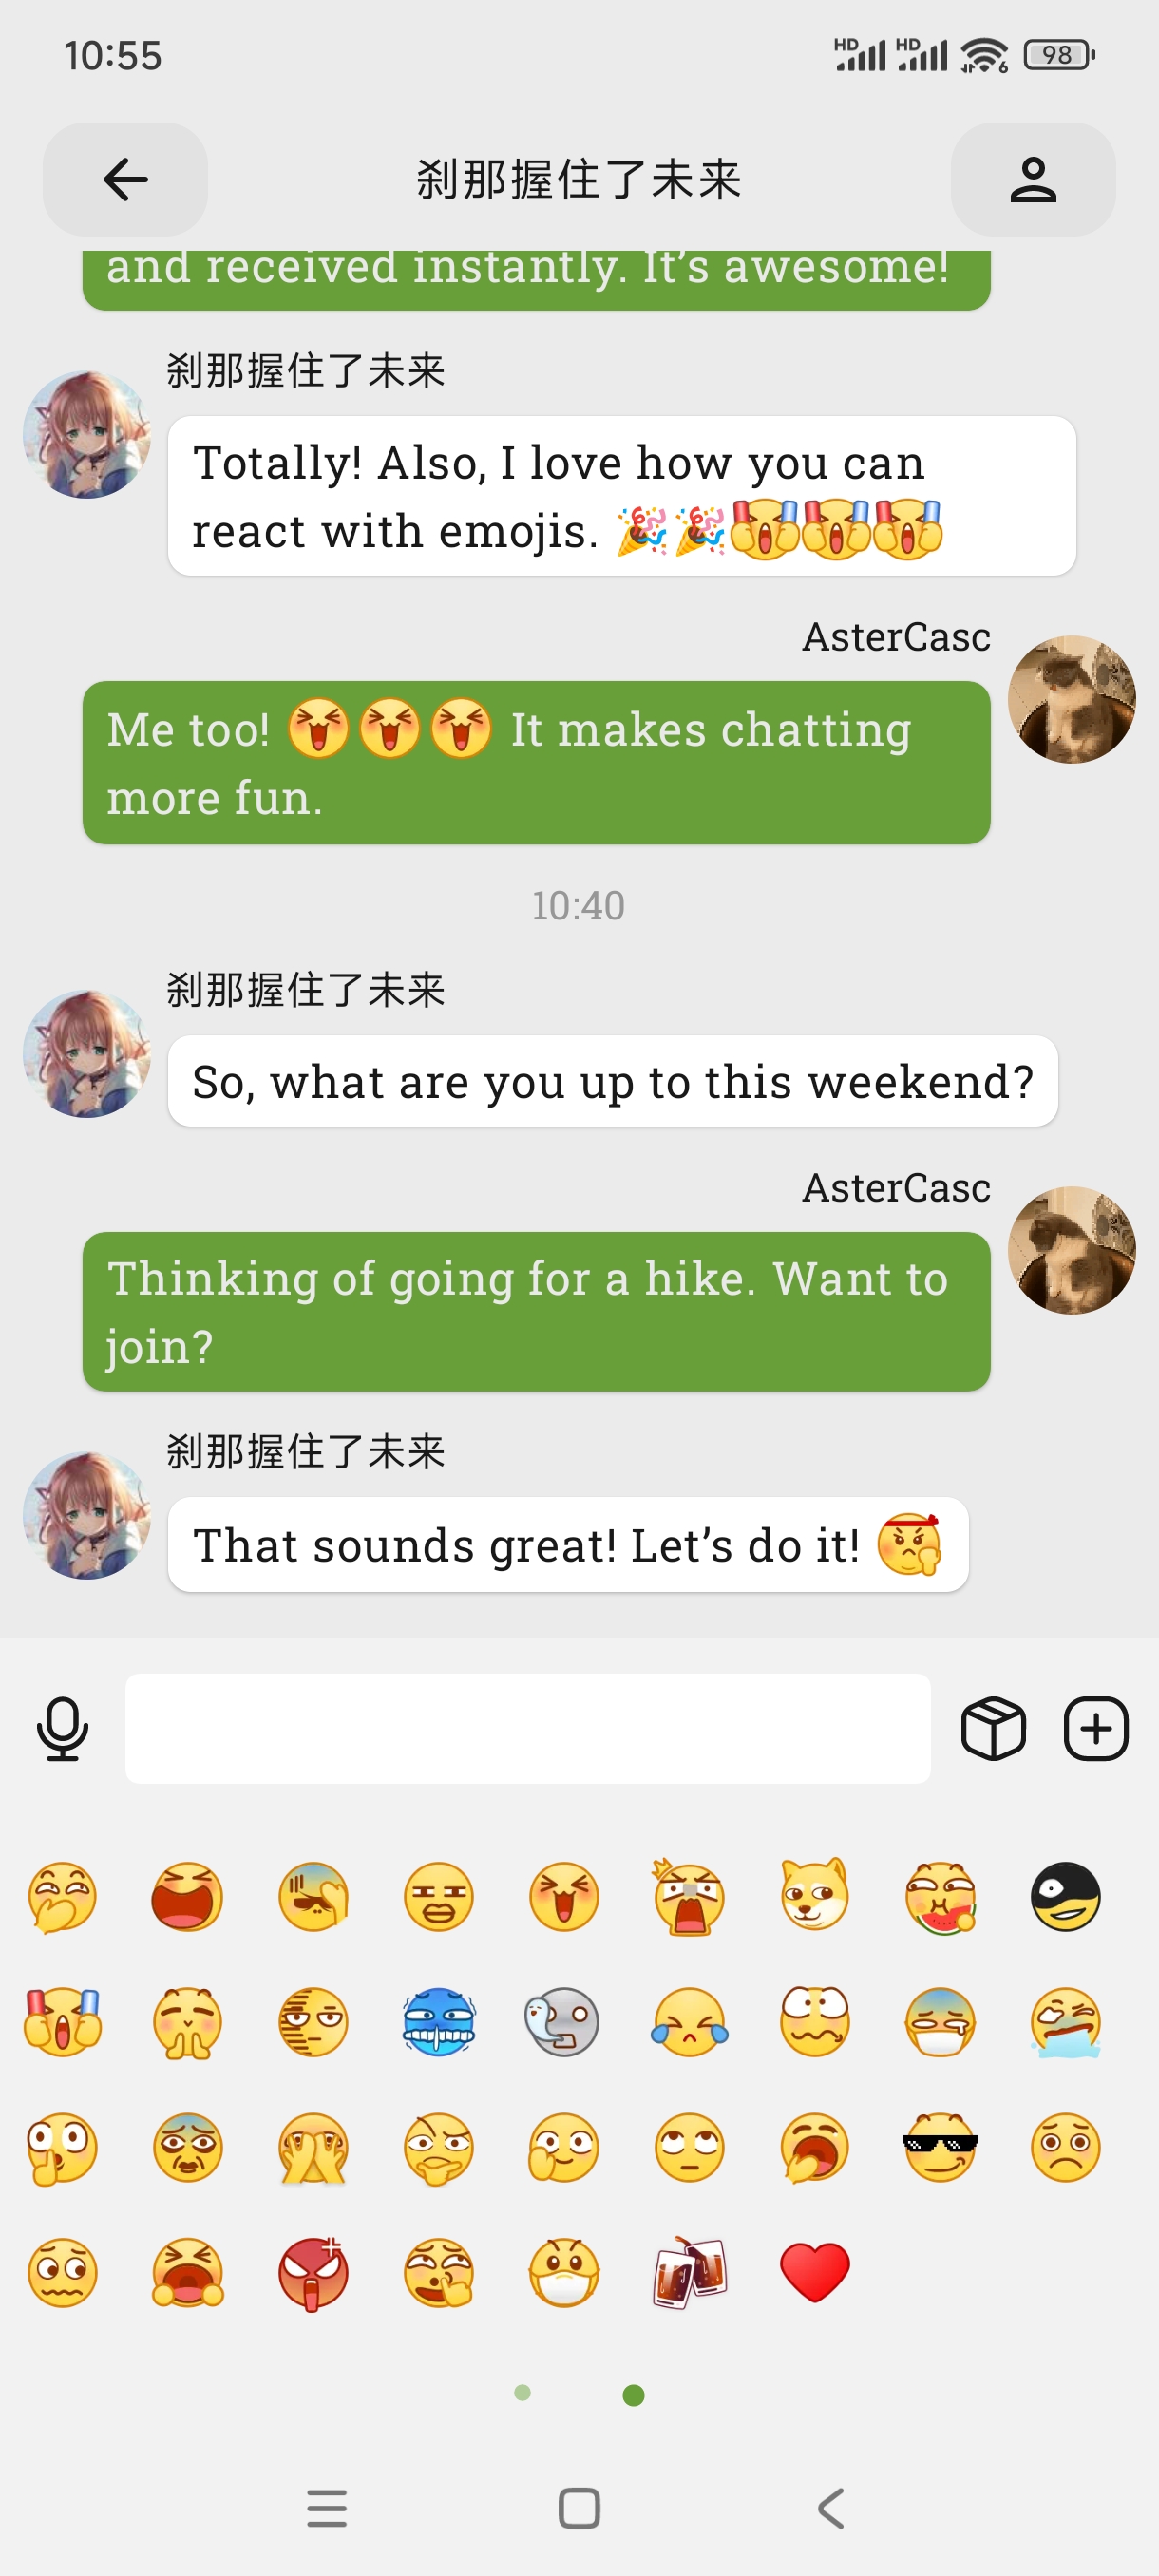 10:55
HD HD 6 98
刹那握住了未来
and received instantly. It’s awesome!
刹那握住了未来
Totally! Also, I love how you can
react with emojis. 🎉🎉
AsterCasc
Me too! It makes chatting
more fun.
10:40
刹那握住了未来
So, what are you up to this weekend?
AsterCasc
Thinking of going for a hike. Want to
join?
刹那握住了未来
That sounds great! Let’s do it!